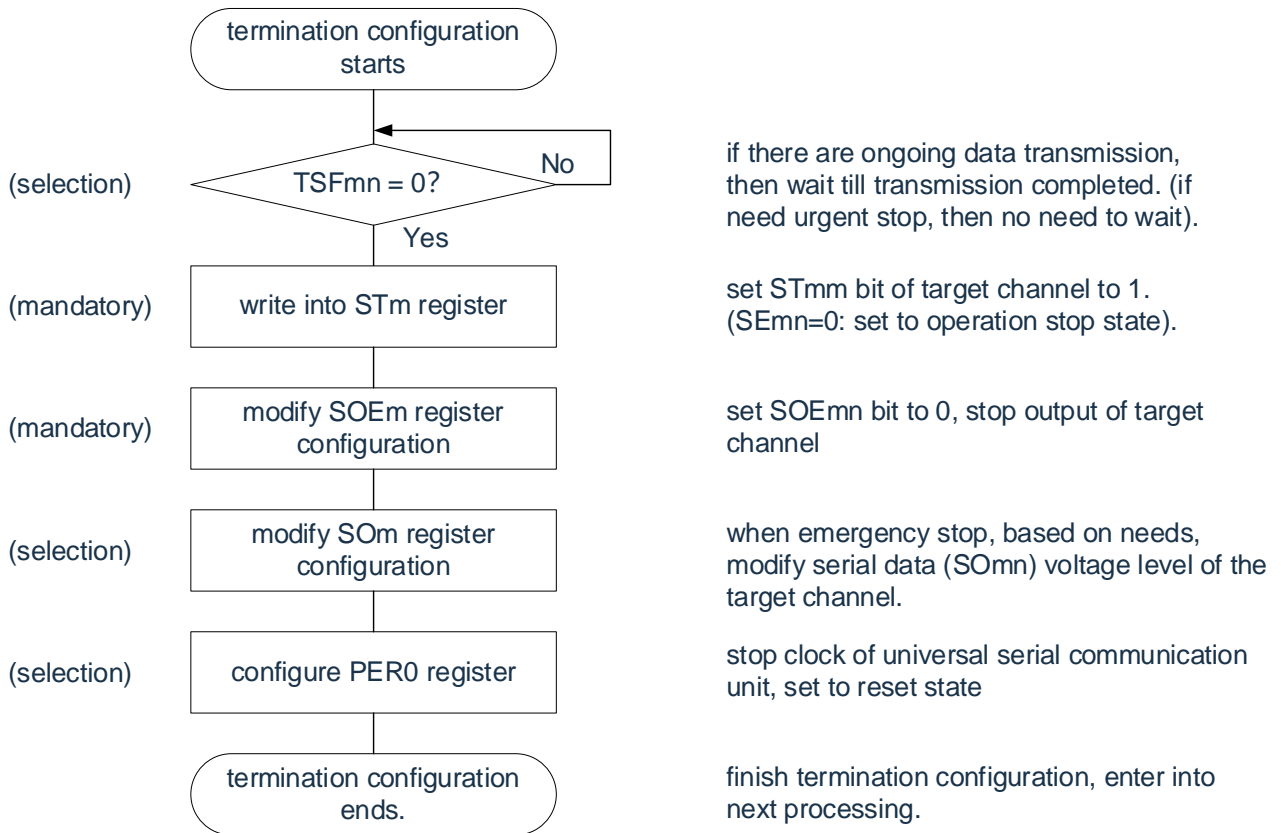 termination configuration
starts
(selection)
TSFmn = 0?
No
Yes
if there are ongoing data transmission,
then wait till transmission completed. (if
need urgent stop, then no need to wait).
(mandatory)
write into STm register
set STmm bit of target channel to 1.
(SEmn=0: set to operation stop state).
(mandatory)
modify SOEm register
configuration
set SOEmn bit to 0, stop output of target
channel
(selection)
modify SOm register
configuration
when emergency stop, based on needs,
modify serial data (SOmn) voltage level of the
target channel.
(selection)
configure PER0 register
stop clock of universal serial communication
unit, set to reset state
termination configuration
ends.
finish termination configuration, enter into
next processing.